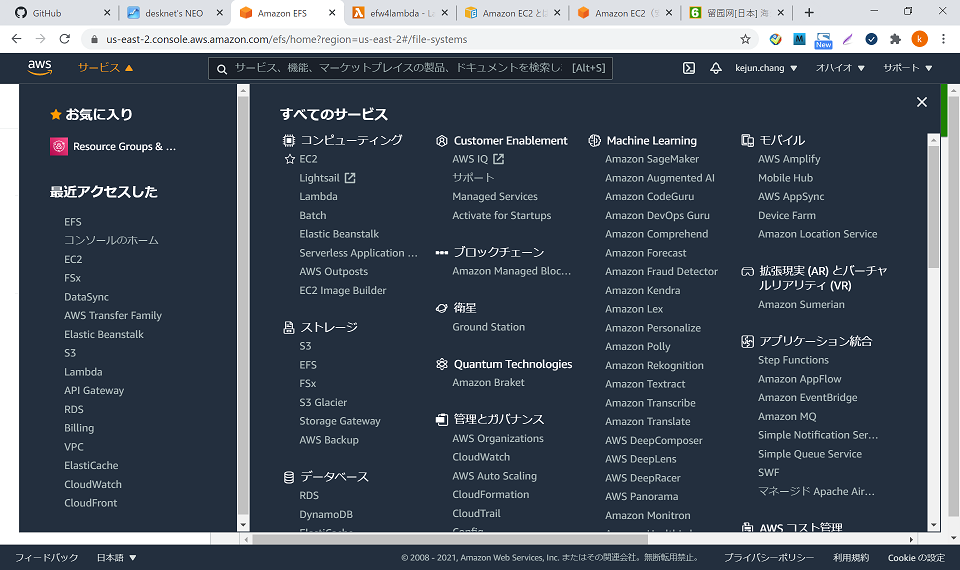 GitHub
desknet's NEO
Amazon EFS
efw4lambda - L
Amazon EC2 とに
Amazon EC2（
留园网[日本] 海
us-east-2.console.aws.amazon.com/efs/home?region=us-east-2#/file-systems
New
k
aws
サービス
サービス、機能、マーケットプレイスの製品、ドキュメントを検索し
[Alt+S]
kejun.chang
オハイオ
サポート
お気に入り
Resource Groups & ...
最近アクセスした
EFS
コンソールのホーム
EC2
FSx
DataSync
AWS Transfer Family
Elastic Beanstalk
S3
Lambda
API Gateway
RDS
Billing
VPC
ElastiCache
CloudWatch
CloudFront
すべてのサービス
コンピューティング
EC2
Lightsail
Lambda
Batch
Elastic Beanstalk
Serverless Application ...
AWS Outposts
EC2 Image Builder
ストレージ
S3
EFS
FSx
S3 Glacier
Storage Gateway
AWS Backup
データベース
RDS
DynamoDB
ElastiCache
Customer Enablement
AWS IQ
サポート
Managed Services
Activate for Startups
ブロックチェーン
Amazon Managed Bloc...
衛星
Ground Station
Quantum Technologies
Amazon Braket
管理とガバナンス
AWS Organizations
CloudWatch
AWS Auto Scaling
CloudFormation
CloudTrail
Config
Machine Learning
Amazon SageMaker
Amazon Augmented AI
Amazon CodeGuru
Amazon DevOps Guru
Amazon Comprehend
Amazon Forecast
Amazon Fraud Detector
Amazon Kendra
Amazon Lex
Amazon Personalize
Amazon Polly
Amazon Rekognition
Amazon Textract
Amazon Transcribe
Amazon Translate
AWS DeepComposer
AWS DeepLens
AWS DeepRacer
AWS Panorama
Amazon Monitron
モバイル
AWS Amplify
Mobile Hub
AWS AppSync
Device Farm
Amazon Location Service
拡張現実 (AR) とバーチャ
ルリアリティ (VR)
Amazon Sumerian
アプリケーション統合
Step Functions
Amazon AppFlow
Amazon EventBridge
Amazon MQ
Simple Notification Ser...
Simple Queue Service
SWF
マネージド Apache Air...
AWS コスト管理
フィードバック
日本語
© 2008 - 2021, Amazon Web Services, Inc. またはその関連会社。無断転用禁止。
プライバシーポリシー
利用規約
Cookie の設定